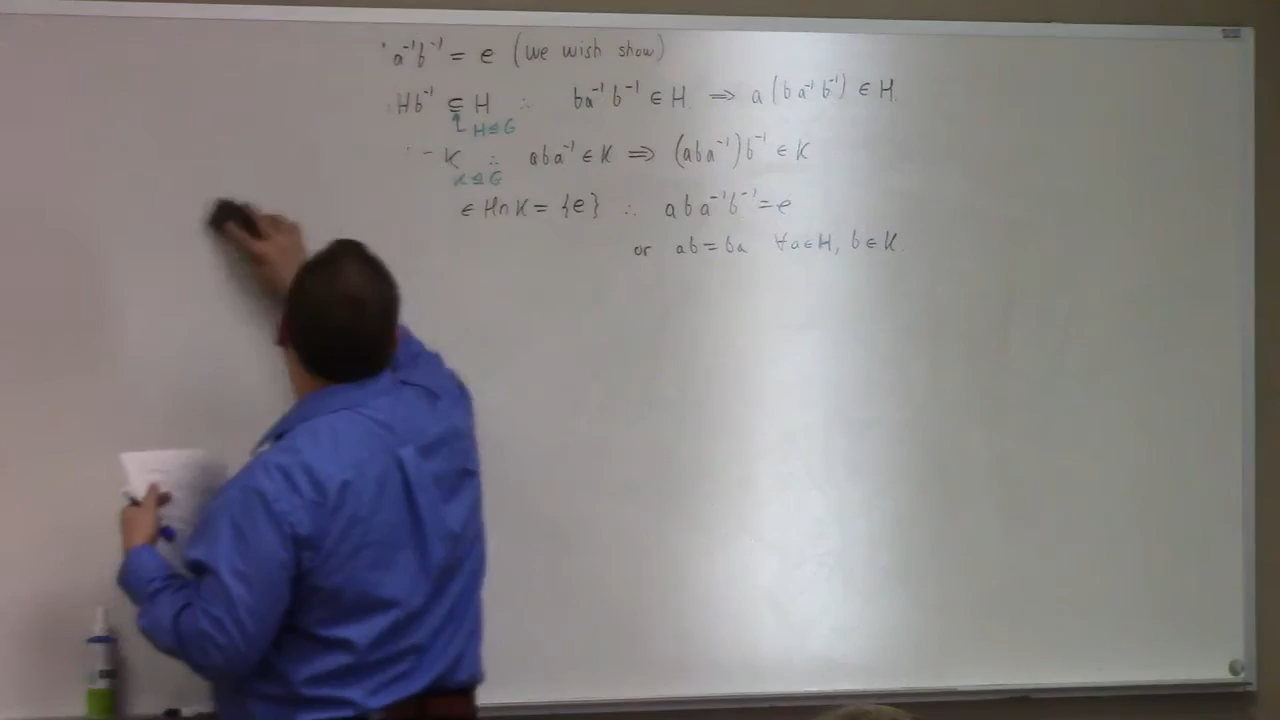 a⁻¹b⁻¹ = e (we wish show)
Hb⁻¹ ⊆ H ∴ ba⁻¹b⁻¹ ∈ H. ⇒ a(ba⁻¹b⁻¹) ∈ H.
H⊴G
K ∴ aba⁻¹ ∈ K ⇒ (aba⁻¹)b⁻¹ ∈ K
K⊴G
∈ H∩K = {e} ∴ aba⁻¹b⁻¹ = e
or ab = ba ∀a∈H, b∈K.